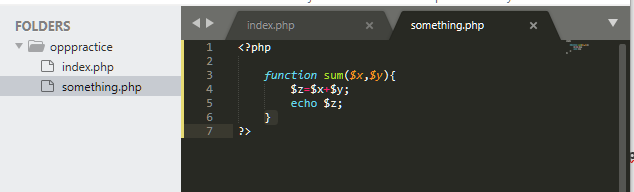 FOLDERS
opppractice
index.php
something.php
index.php ×
something.php ×
1 <?php
2
3 function sum($x,$y){
4 $z=$x+$y;
5 echo $z;
6 }
7 ?>